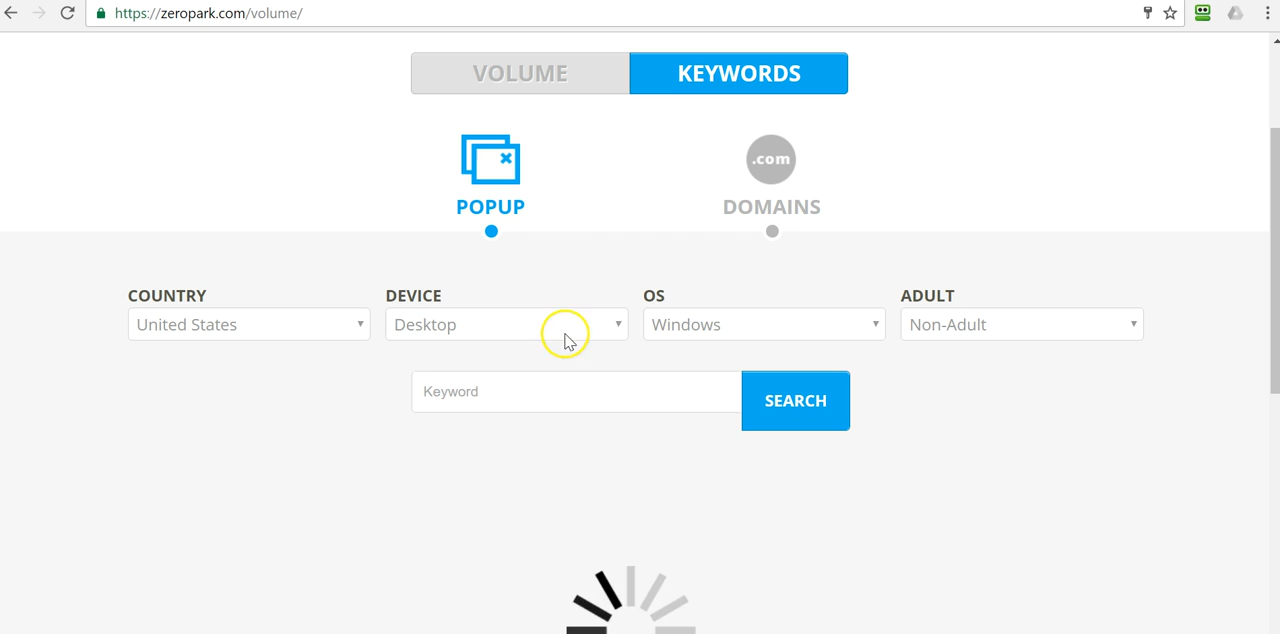 https://zeropark.com/volume/
VOLUME KEYWORDS
.com
POPUP DOMAINS
COUNTRY DEVICE OS ADULT
United States Desktop Windows Non-Adult
Keyword SEARCH